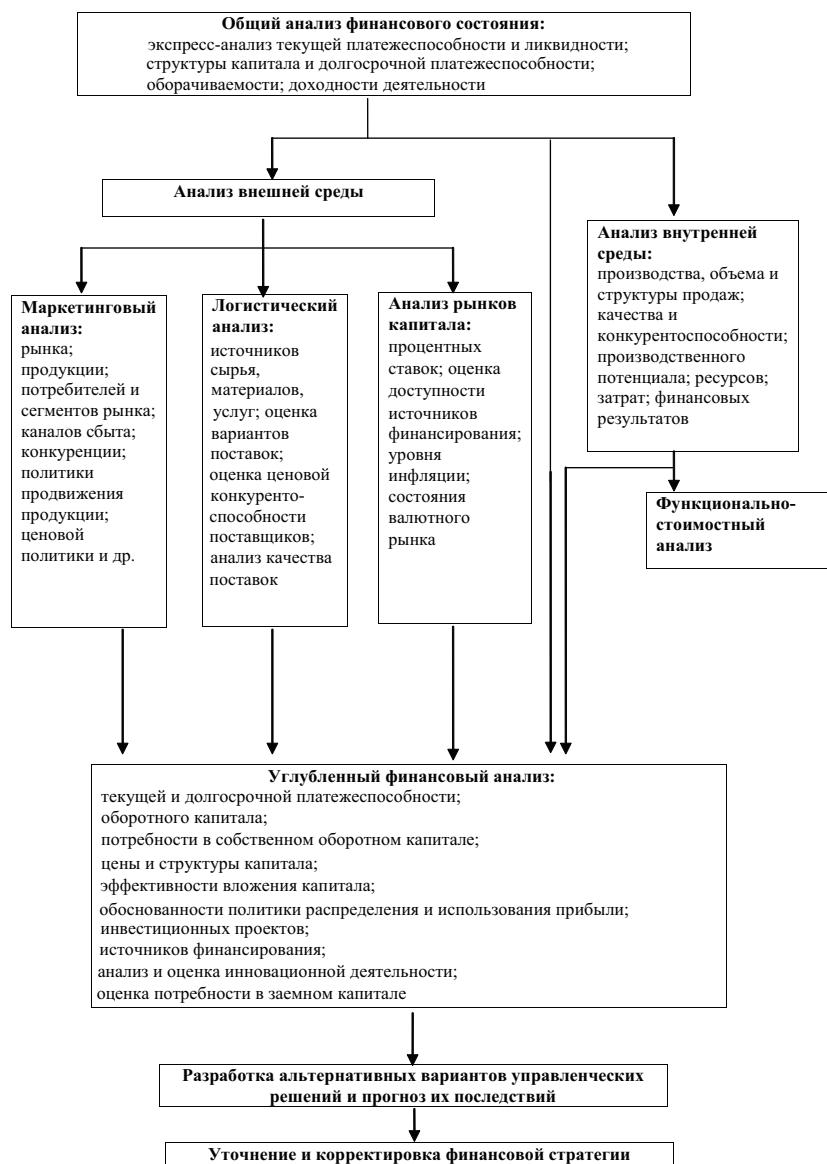 Общий анализ финансового состояния:
экспресс-анализ текущей платежеспособности и ликвидности;
структуры капитала и долгосрочной платежеспособности;
оборачиваемости; доходности деятельности
Анализ внешней среды
Анализ внутренней
среды:
производства, объема и
структуры продаж;
качества и
конкурентоспособности;
производственного
потенциала; ресурсов;
затрат; финансовых
результатов
Маркетинговый
анализ:
рынка;
продукции;
потребителей и
сегментов рынка;
каналов сбыта;
конкуренции;
политики
продвижения
продукции;
ценовой
политики и др.
Логистический
анализ:
источников
сырья,
материалов,
услуг; оценка
вариантов
поставок;
оценка ценовой
конкуренто-
способности
поставщиков;
анализ качества
поставок
Анализ рынков
капитала:
процентных
ставок; оценка
доступности
источников
финансирования;
уровня
инфляции;
состояния
валютного
рынка
Функционально-
стоимостный
анализ
Углубленный финансовый анализ:
текущей и долгосрочной платежеспособности;
оборотного капитала;
потребности в собственном оборотном капитале;
цены и структуры капитала;
эффективности вложения капитала;
обоснованности политики распределения и использования прибыли;
инвестиционных проектов;
источников финансирования;
анализ и оценка инновационной деятельности;
оценка потребности в заемном капитале
Разработка альтернативных вариантов управленческих
решений и прогноз их последствий
Уточнение и корректировка финансовой стратегии